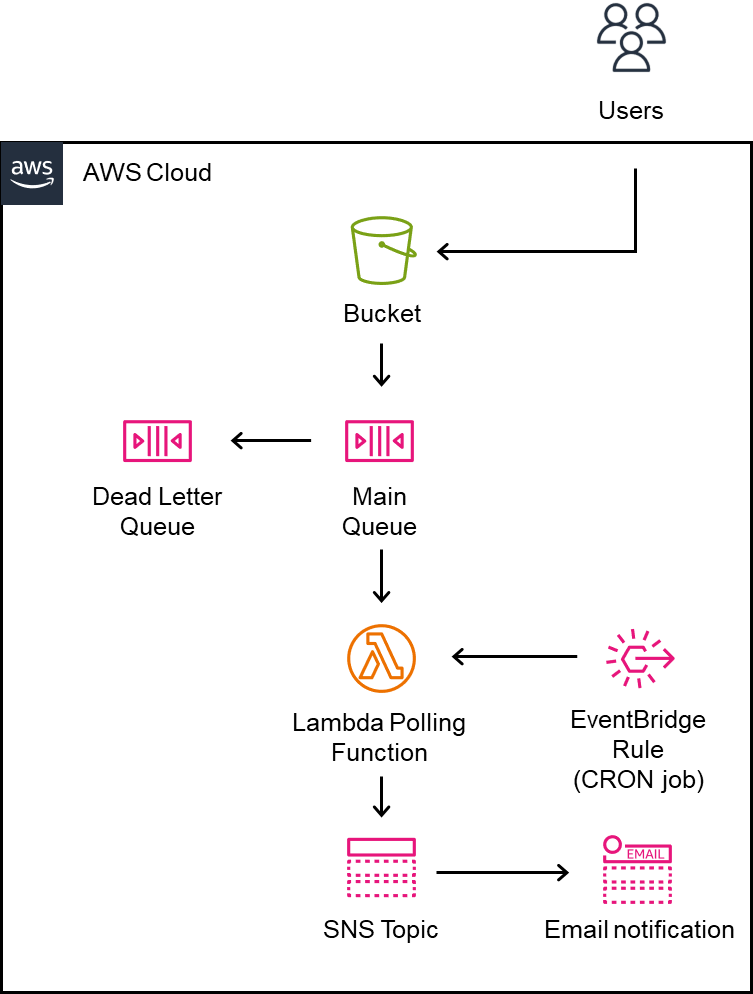 Users
aws
AWS Cloud
Bucket
Dead Letter
Queue
Main
Queue
Lambda Polling
Function
EventBridge
Rule
(CRON job)
EMAIL
SNS Topic
Email notification